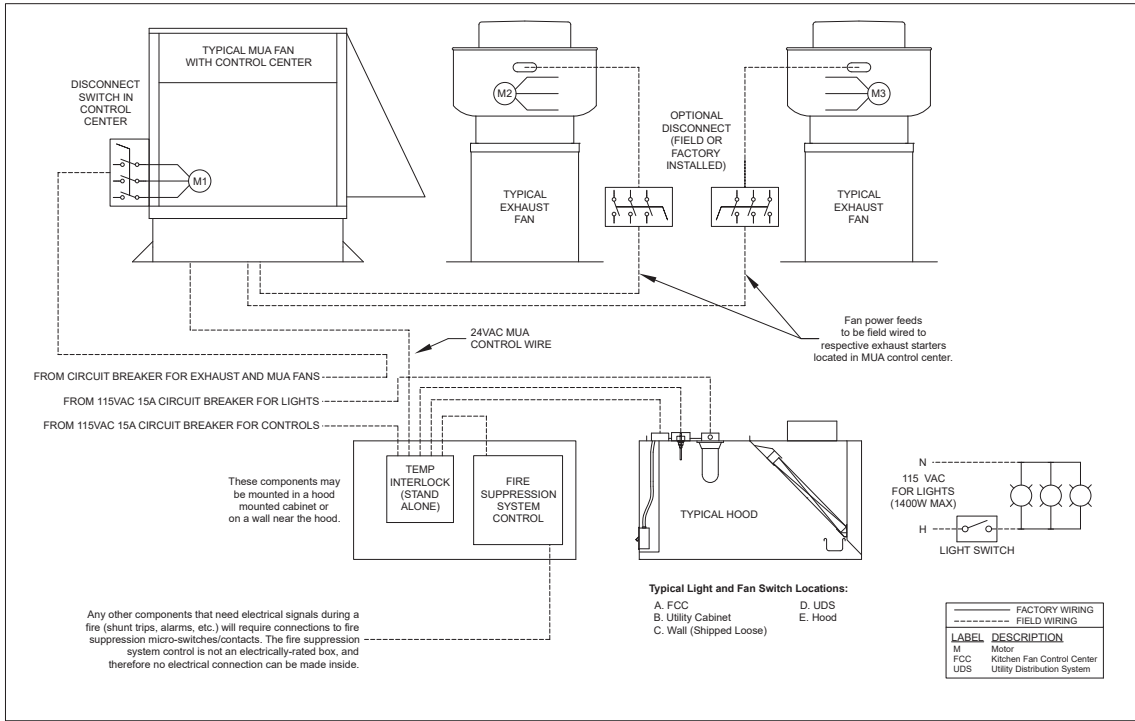 TYPICAL MUA FAN
WITH CONTROL CENTER
DISCONNECT
SWITCH IN
CONTROL
CENTER
M1
M2
M3
OPTIONAL
DISCONNECT
(FIELD OR
FACTORY
INSTALLED)
TYPICAL
EXHAUST
FAN
TYPICAL
EXHAUST
FAN
24VAC MUA
CONTROL WIRE
Fan power feeds
to be field wired to
respective exhaust starters
located in MUA control center.
FROM CIRCUIT BREAKER FOR EXHAUST AND MUA FANS
FROM 115VAC 15A CIRCUIT BREAKER FOR LIGHTS
FROM 115VAC 15A CIRCUIT BREAKER FOR CONTROLS
These components may
be mounted in a hood
mounted cabinet or
on a wall near the hood.
TEMP
INTERLOCK
(STAND
ALONE)
FIRE
SUPPRESSION
SYSTEM
CONTROL
TYPICAL HOOD
N
115 VAC
FOR LIGHTS
(1400W MAX)
H
LIGHT SWITCH
Typical Light and Fan Switch Locations:
A. FCC
B. Utility Cabinet
C. Wall (Shipped Loose)
D. UDS
E. Hood
Any other components that need electrical signals during a
fire (shunt trips, alarms, etc.) will require connections to fire
suppression micro-switches/contacts. The fire suppression
system control is not an electrically-rated box, and
therefore no electrical connection can be made inside.
FACTORY WIRING
FIELD WIRING
LABEL DESCRIPTION
M Motor
FCC Kitchen Fan Control Center
UDS Utility Distribution System